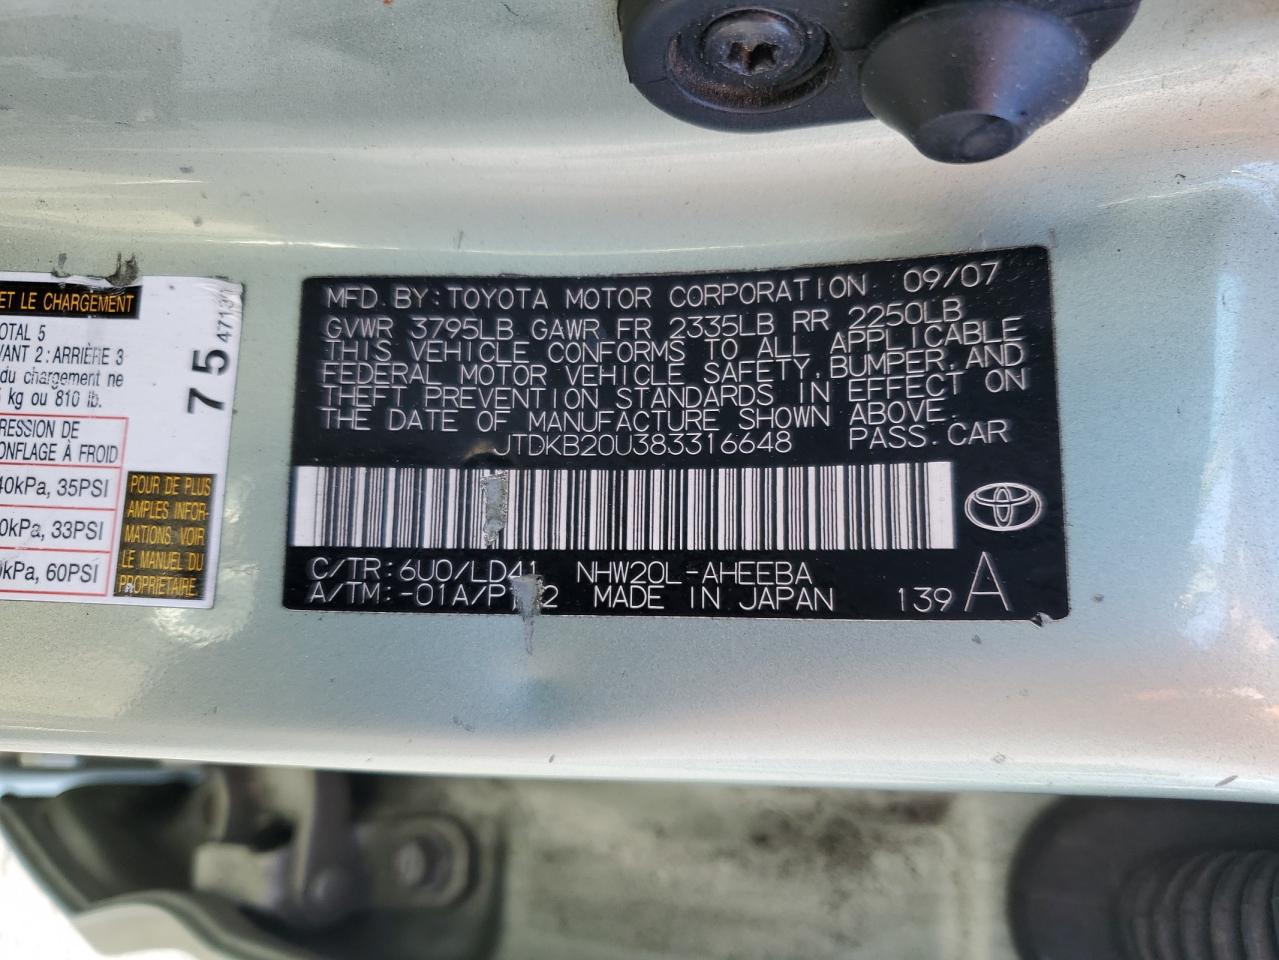 ET LE CHARGEMENT
OTAL 5
VANT 2 : ARRIÈRE 3
du chargement ne
kg ou 810 lb.
75
47131
RESSION DE
ONFLAGE À FROID
40kPa, 35PSI
0kPa, 33PSI
0kPa, 60PSI
POUR DE PLUS
AMPLES INFOR-
MATIONS, VOIR
LE MANUEL DU
PROPRIÉTAIRE
MFD. BY: TOYOTA MOTOR CORPORATION 09/07
GVWR 3795LB GAWR FR 2335LB RR 2250LB
THIS VEHICLE CONFORMS TO ALL APPLICABLE
FEDERAL MOTOR VEHICLE SAFETY, BUMPER, AND
THEFT PREVENTION STANDARDS IN EFFECT ON
THE DATE OF MANUFACTURE SHOWN ABOVE.
JTDKB20U383316648 PASS. CAR
C/TR: 6U0/LD41 NHW20L-AHEEBA
A/TM: -01A/P112 MADE IN JAPAN 139 A